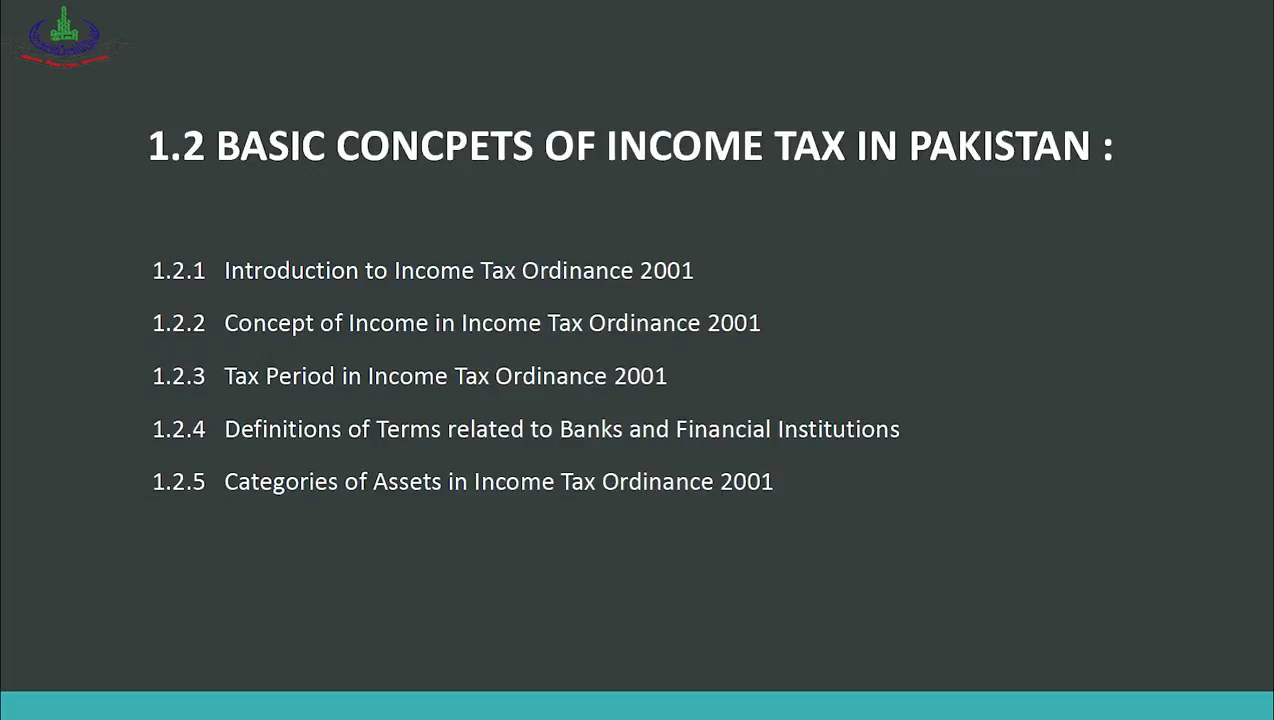 1.2 BASIC CONCPETS OF INCOME TAX IN PAKISTAN :
1.2.1 Introduction to Income Tax Ordinance 2001
1.2.2 Concept of Income in Income Tax Ordinance 2001
1.2.3 Tax Period in Income Tax Ordinance 2001
1.2.4 Definitions of Terms related to Banks and Financial Institutions
1.2.5 Categories of Assets in Income Tax Ordinance 2001